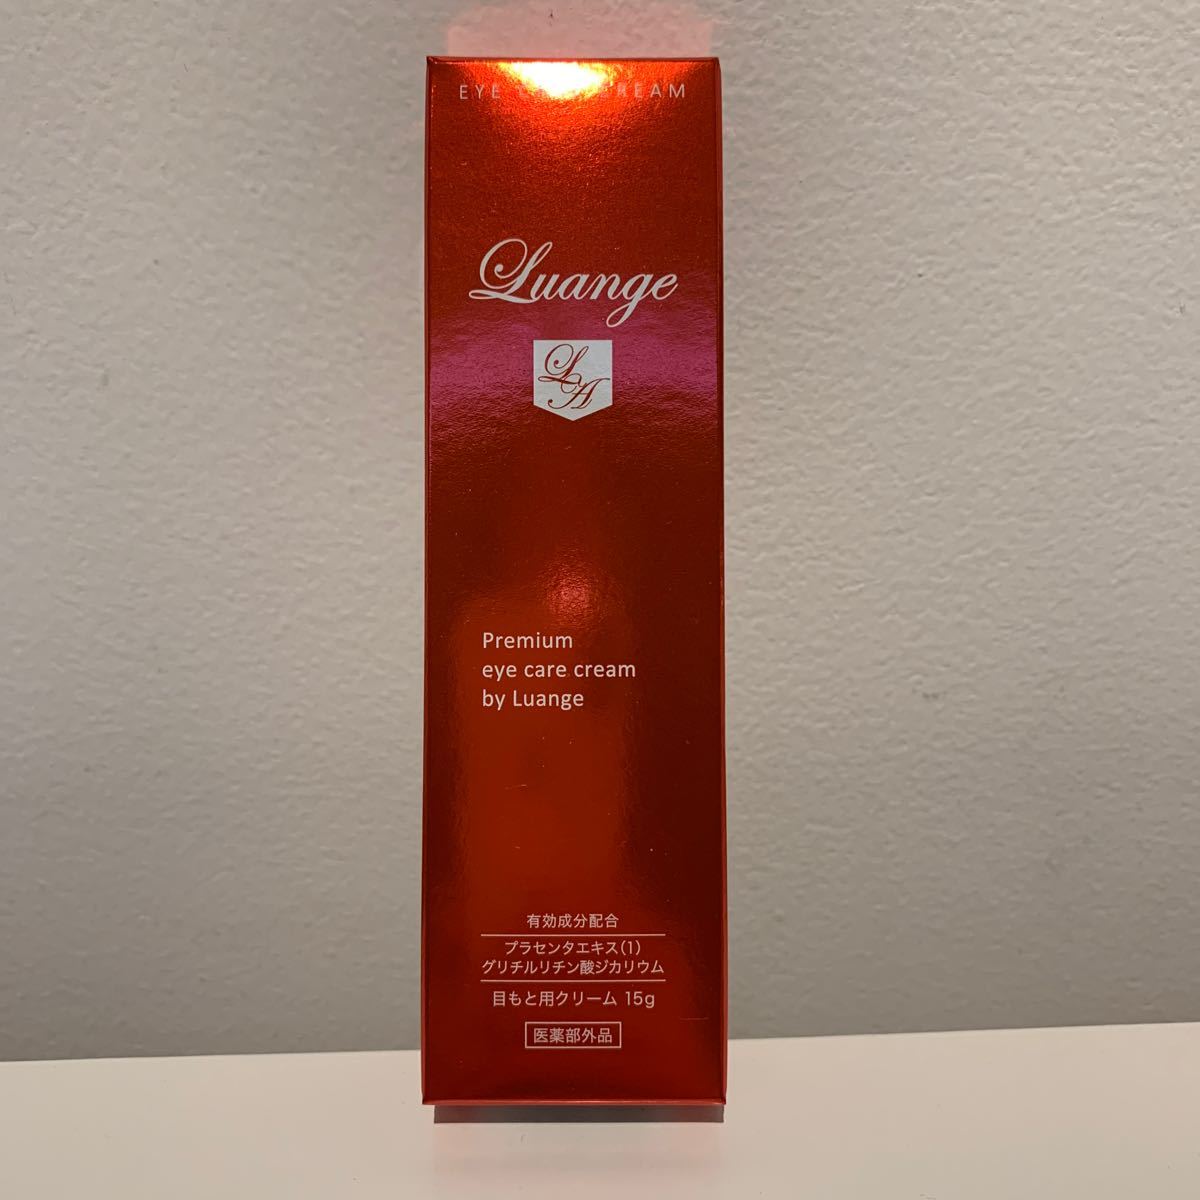 EYE CARE CREAM
Luange
LA
Premium
eye care cream
by Luange
有効成分配合
プラセンタエキス(1)
グリチルリチン酸ジカリウム
目もと用クリーム 15g
医薬部外品